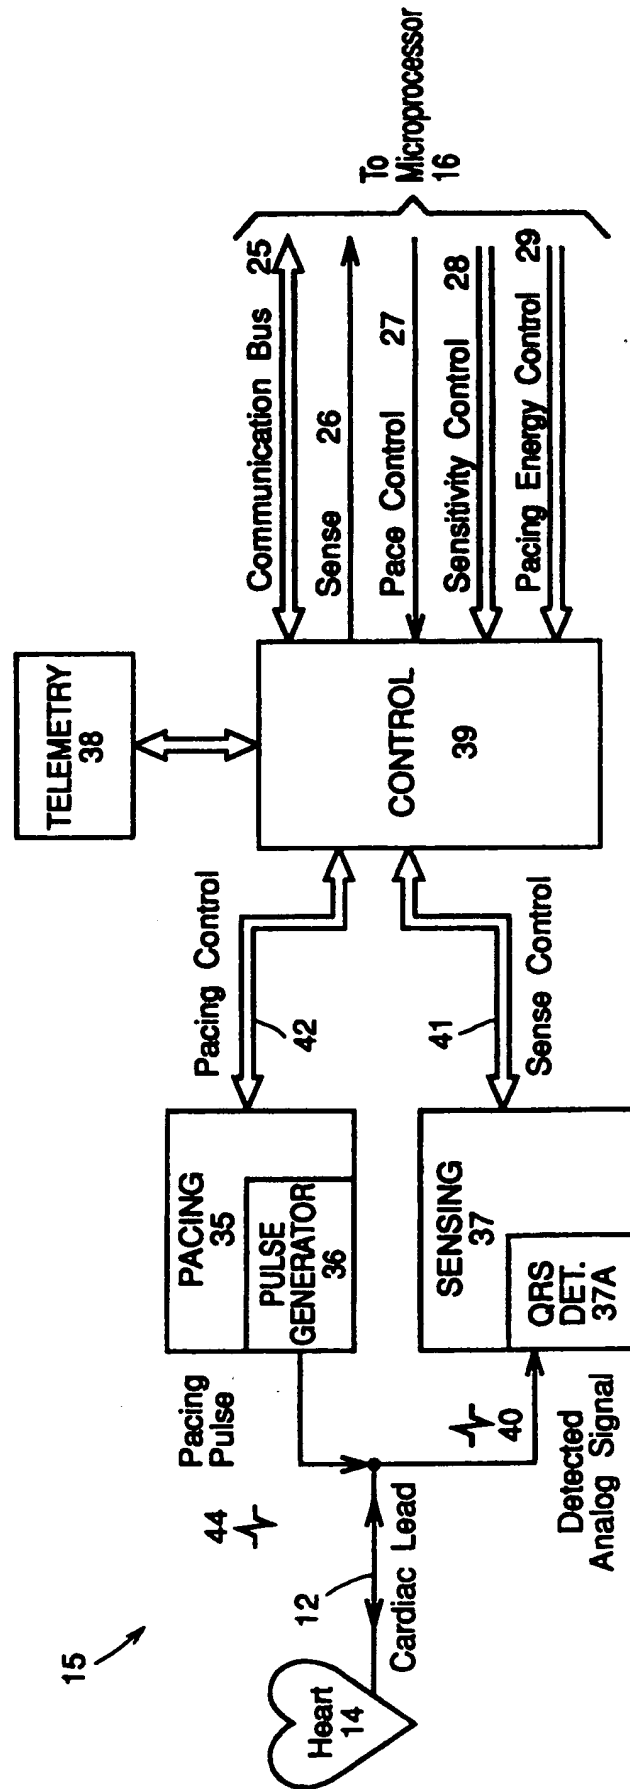 15
Heart
14
12
Cardiac Lead
44
Pacing
Pulse
40
Detected
Analog Signal
PACING
35
PULSE
GENERATOR
36
SENSING
37
QRS
DET.
37A
Pacing Control
42
41
Sense Control
TELEMETRY
38
CONTROL
39
Communication Bus 25
Sense 26
Pace Control 27
Sensitivity Control 28
Pacing Energy Control 29
To
Microprocessor
16